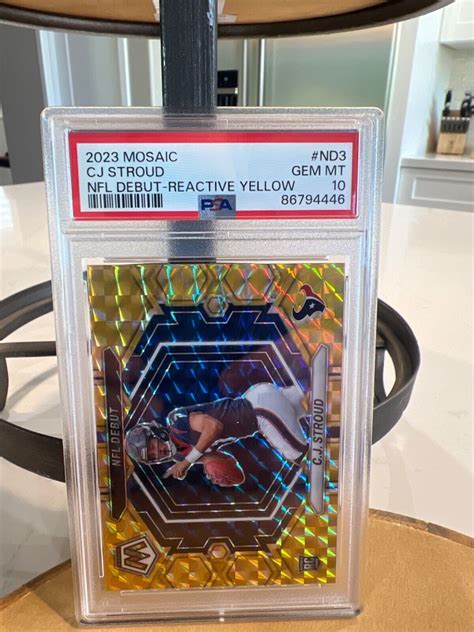 2023 MOSAIC #ND3
CJ STROUD GEM MT
NFL DEBUT-REACTIVE YELLOW 10
PSA 86794446
NFL DEBUT
C.J. STROUD
M